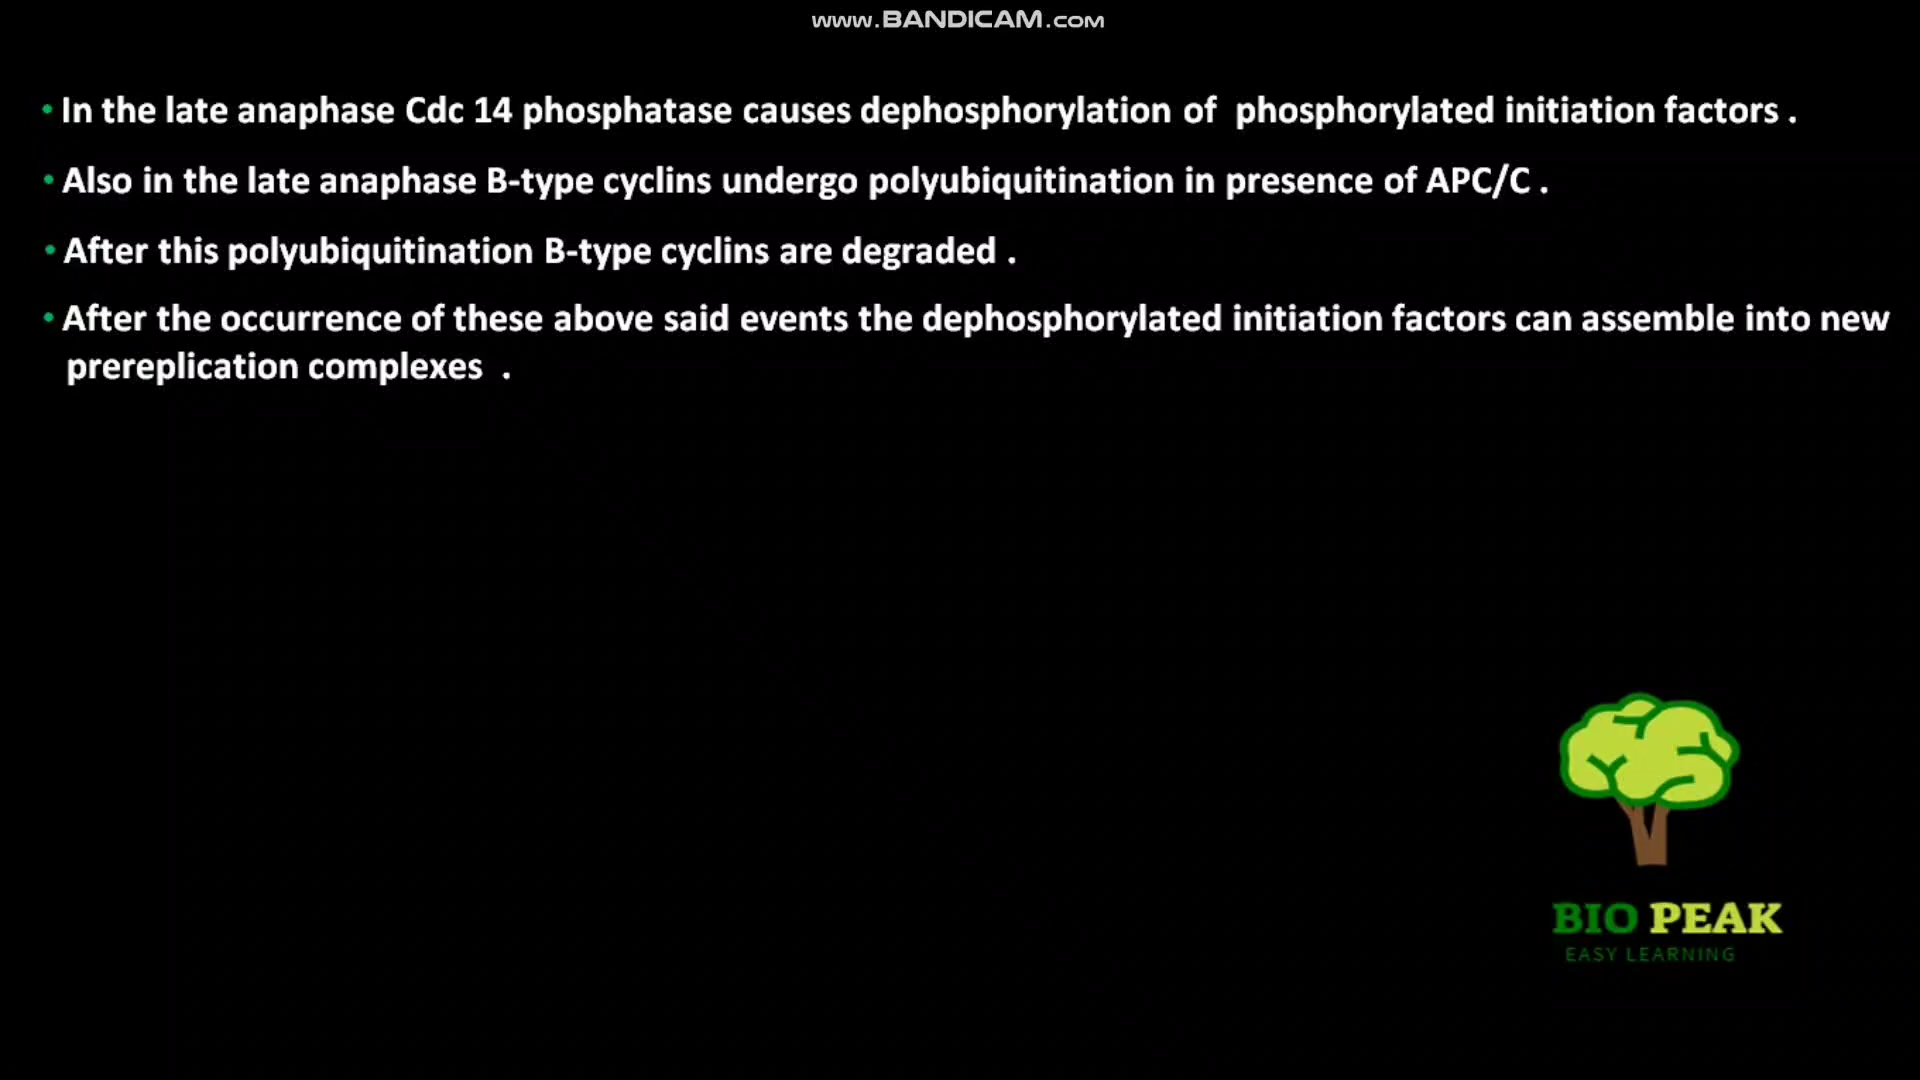 www.BANDICAM.com
• In the late anaphase Cdc 14 phosphatase causes dephosphorylation of phosphorylated initiation factors .
• Also in the late anaphase B-type cyclins undergo polyubiquitination in presence of APC/C .
• After this polyubiquitination B-type cyclins are degraded .
• After the occurrence of these above said events the dephosphorylated initiation factors can assemble into new
prereplication complexes .
BIO PEAK
EASY LEARNING